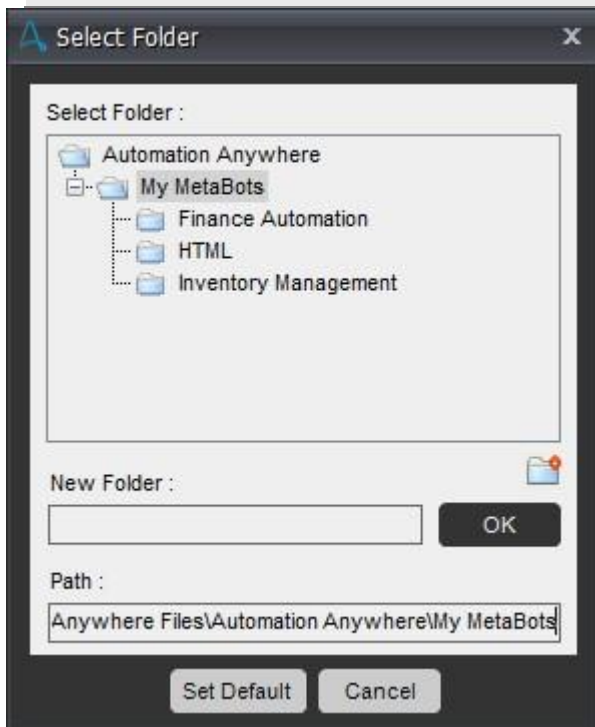 Select Folder
x
Select Folder :
Automation Anywhere
My MetaBots
Finance Automation
HTML
Inventory Management
New Folder :
OK
Path :
Anywhere Files\Automation Anywhere\My MetaBots
Set Default
Cancel